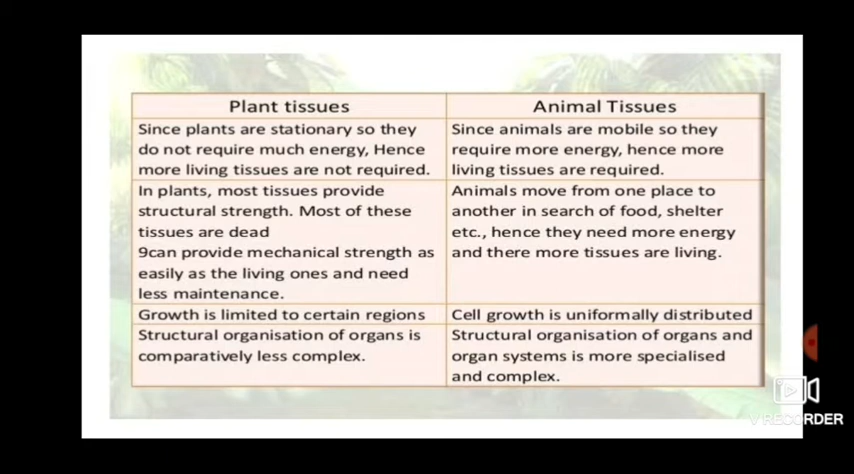 Plant tissues
Animal Tissues
Since plants are stationary so they
do not require much energy, Hence
more living tissues are not required.
Since animals are mobile so they
require more energy, hence more
living tissues are required.
In plants, most tissues provide
structural strength. Most of these
tissues are dead
9can provide mechanical strength as
easily as the living ones and need
less maintenance.
Animals move from one place to
another in search of food, shelter
etc., hence they need more energy
and there more tissues are living.
Growth is limited to certain regions
Cell growth is uniformally distributed
Structural organisation of organs is
comparatively less complex.
Structural organisation of organs and
organ systems is more specialised
and complex.
V RECORDER